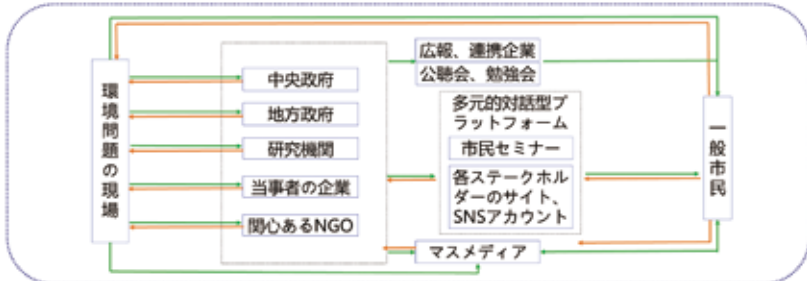 環境問題の現場
中央政府
地方政府
研究機関
当事者の企業
関心あるNGO
広報、連携企業
公聴会、勉強会
多元的対話型プ
ラットフォーム
市民セミナー
各ステークホル
ダーのサイト、
SNSアカウント
マスメディア
一般市民